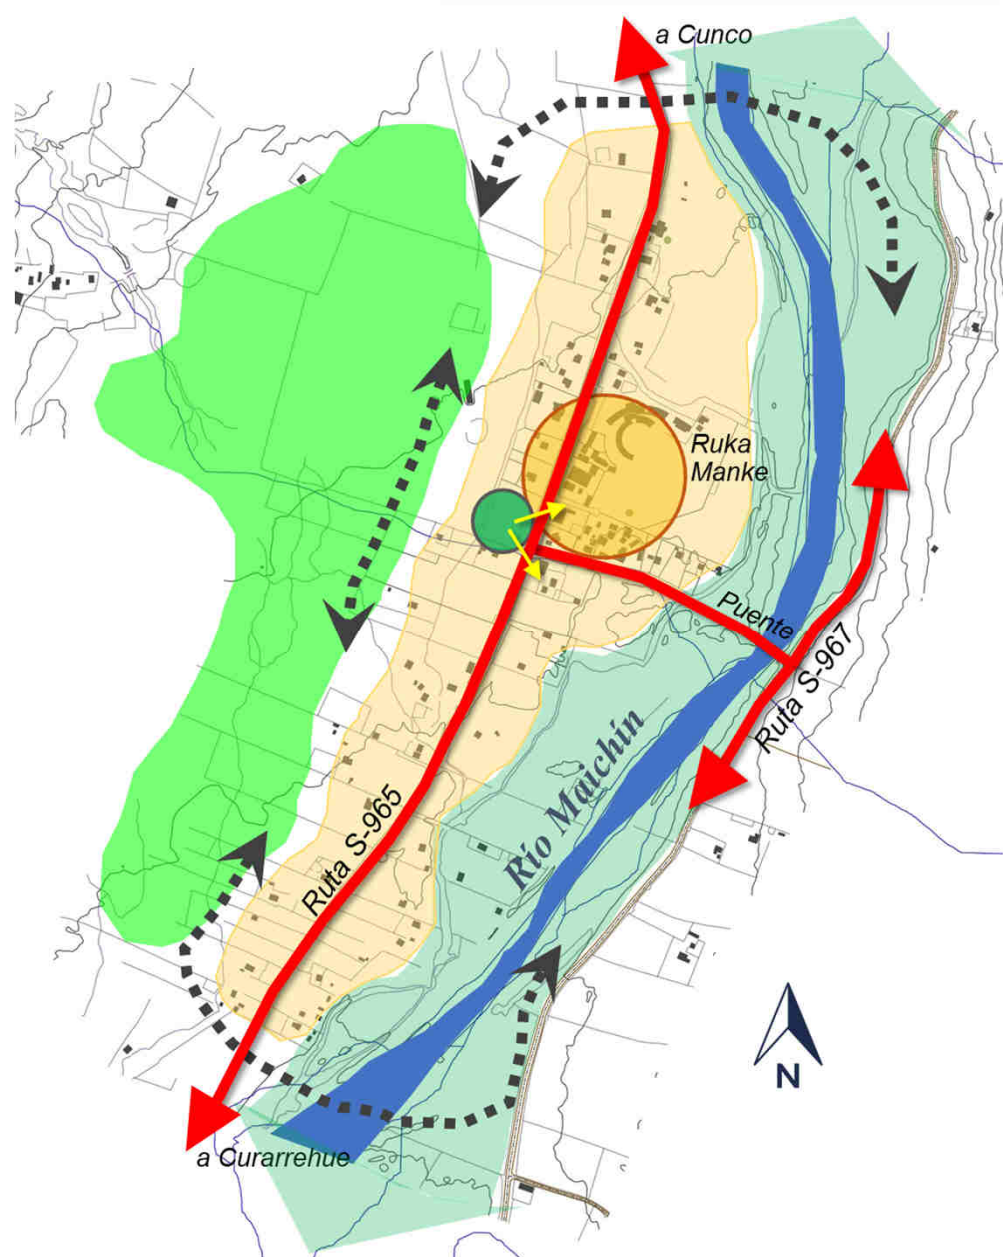 a Cunco
Ruka
Manke
Puente
Ruta S-967
Río Maichín
Ruta S-965
N
a Curarrehue